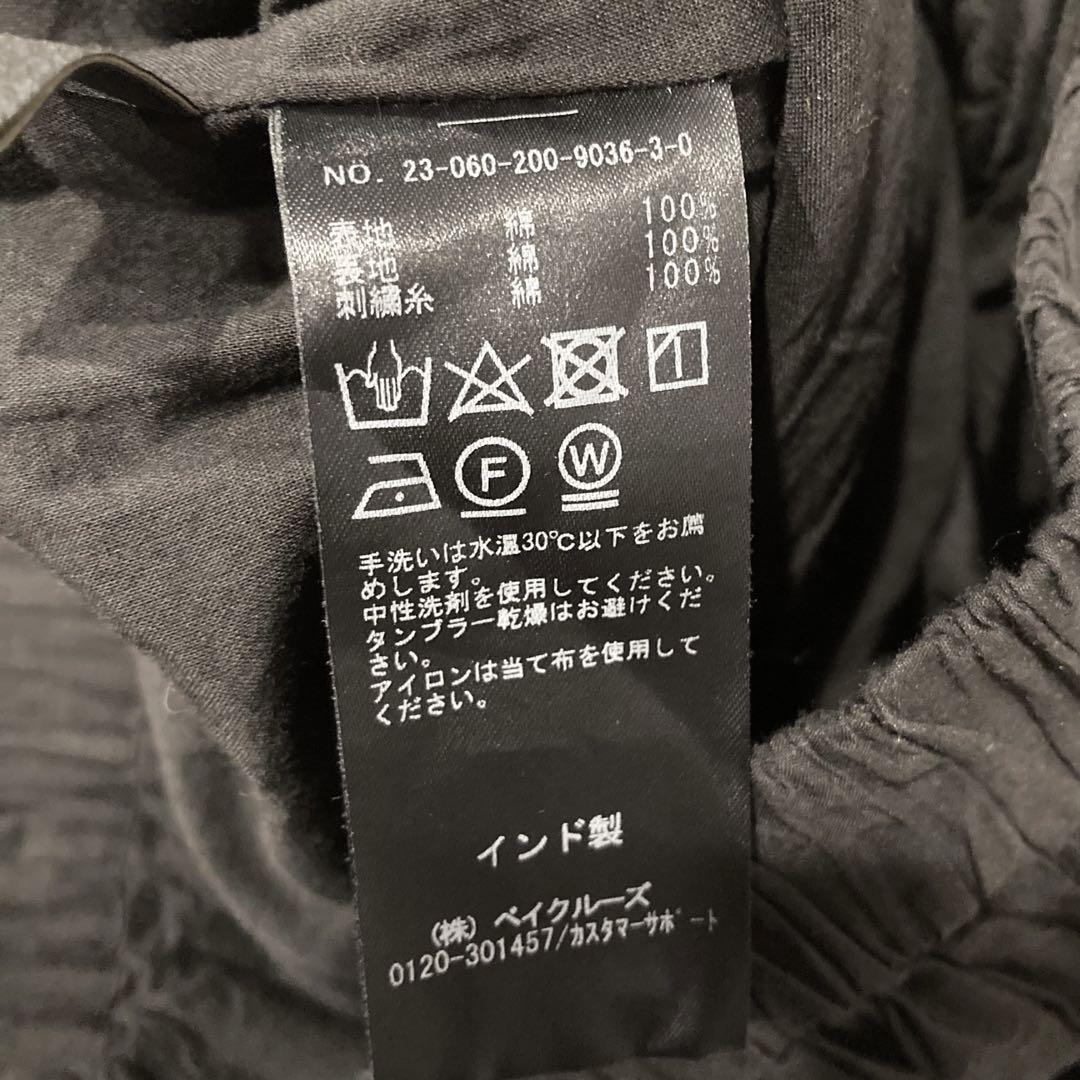 NO. 23-060-200-9036-3-0
表地 綿 100%
表地 綿 100%
刺繍糸 綿 100%
F W
手洗いは水温30℃以下をお薦
めします。
中性洗剤を使用してください。
タンブラー乾燥はお避けくだ
さい。
アイロンは当て布を使用して
ください。
インド製
(株) ベイクルーズ
0120-301457/カスタマーサポート